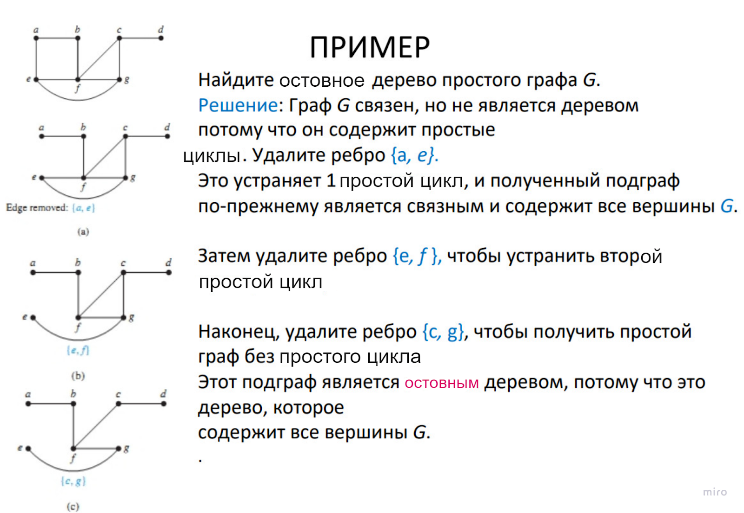 ПРИМЕР
Найдите остовное дерево простого графа G.
Решение: Граф G связен, но не является деревом
потому что он содержит простые
циклы. Удалите ребро {a, e}.
Это устраняет 1 простой цикл, и полученный подграф
по-прежнему является связным и содержит все вершины G.
Затем удалите ребро {e, f }, чтобы устранить второй
простой цикл
Наконец, удалите ребро {c, g}, чтобы получить простой
граф без простого цикла
Этот подграф является остовным деревом, потому что это
дерево, которое
содержит все вершины G.
.
a b c d
e f g
a b c d
e f g
Edge removed: {a, e}
(a)
a b c d
e f g
{e, f}
(b)
a b c d
e f g
{c, g}
(c)
miro